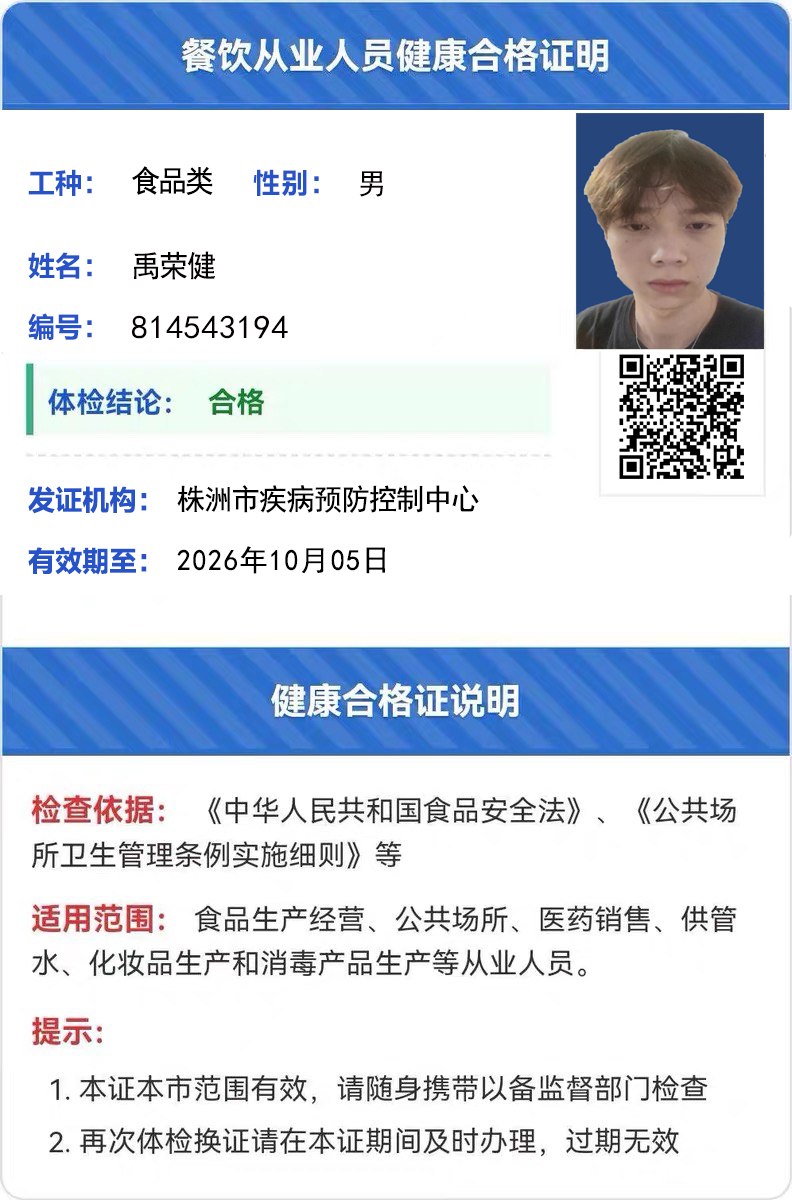 餐饮从业人员健康合格证明
工种： 食品类 性别： 男
姓名： 禹荣健
编号： 814543194
体检结论： 合格
发证机构： 株洲市疾病预防控制中心
有效期至： 2026年10月05日
健康合格证说明
检查依据： 《中华人民共和国食品安全法》、《公共场
所卫生管理条例实施细则》等
适用范围： 食品生产经营、公共场所、医药销售、供管
水、化妆品生产和消毒产品生产等从业人员。
提示：
1. 本证本市范围有效，请随身携带以备监督部门检查
2. 再次体检换证请在本证期间及时办理，过期无效